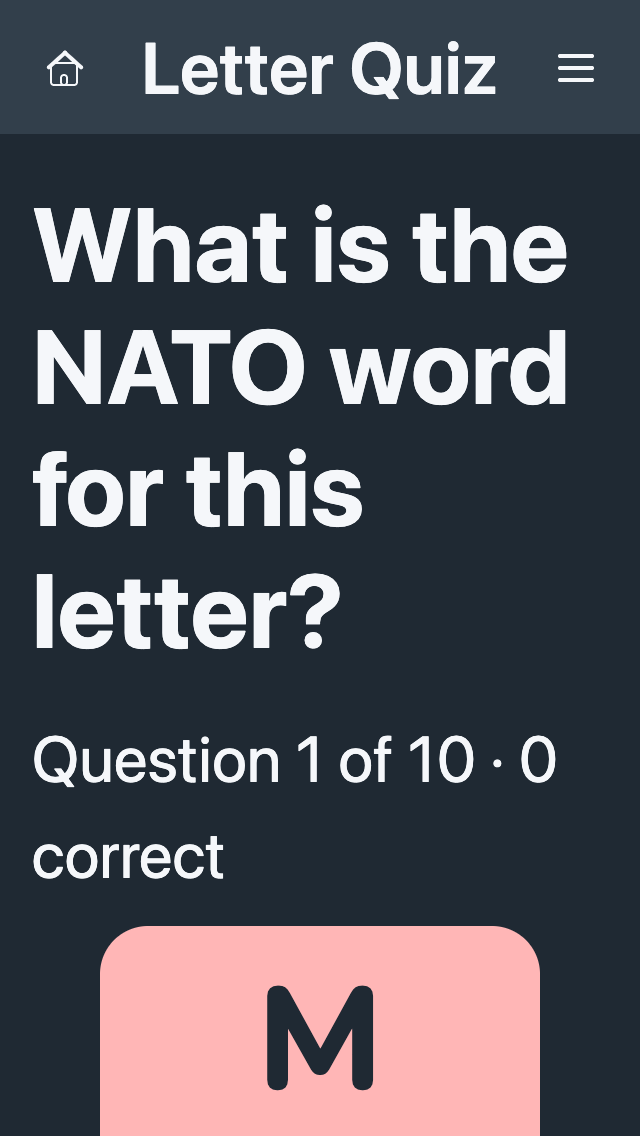 Letter Quiz
What is the
NATO word
for this
letter?
Question 1 of 10 · 0
correct
M